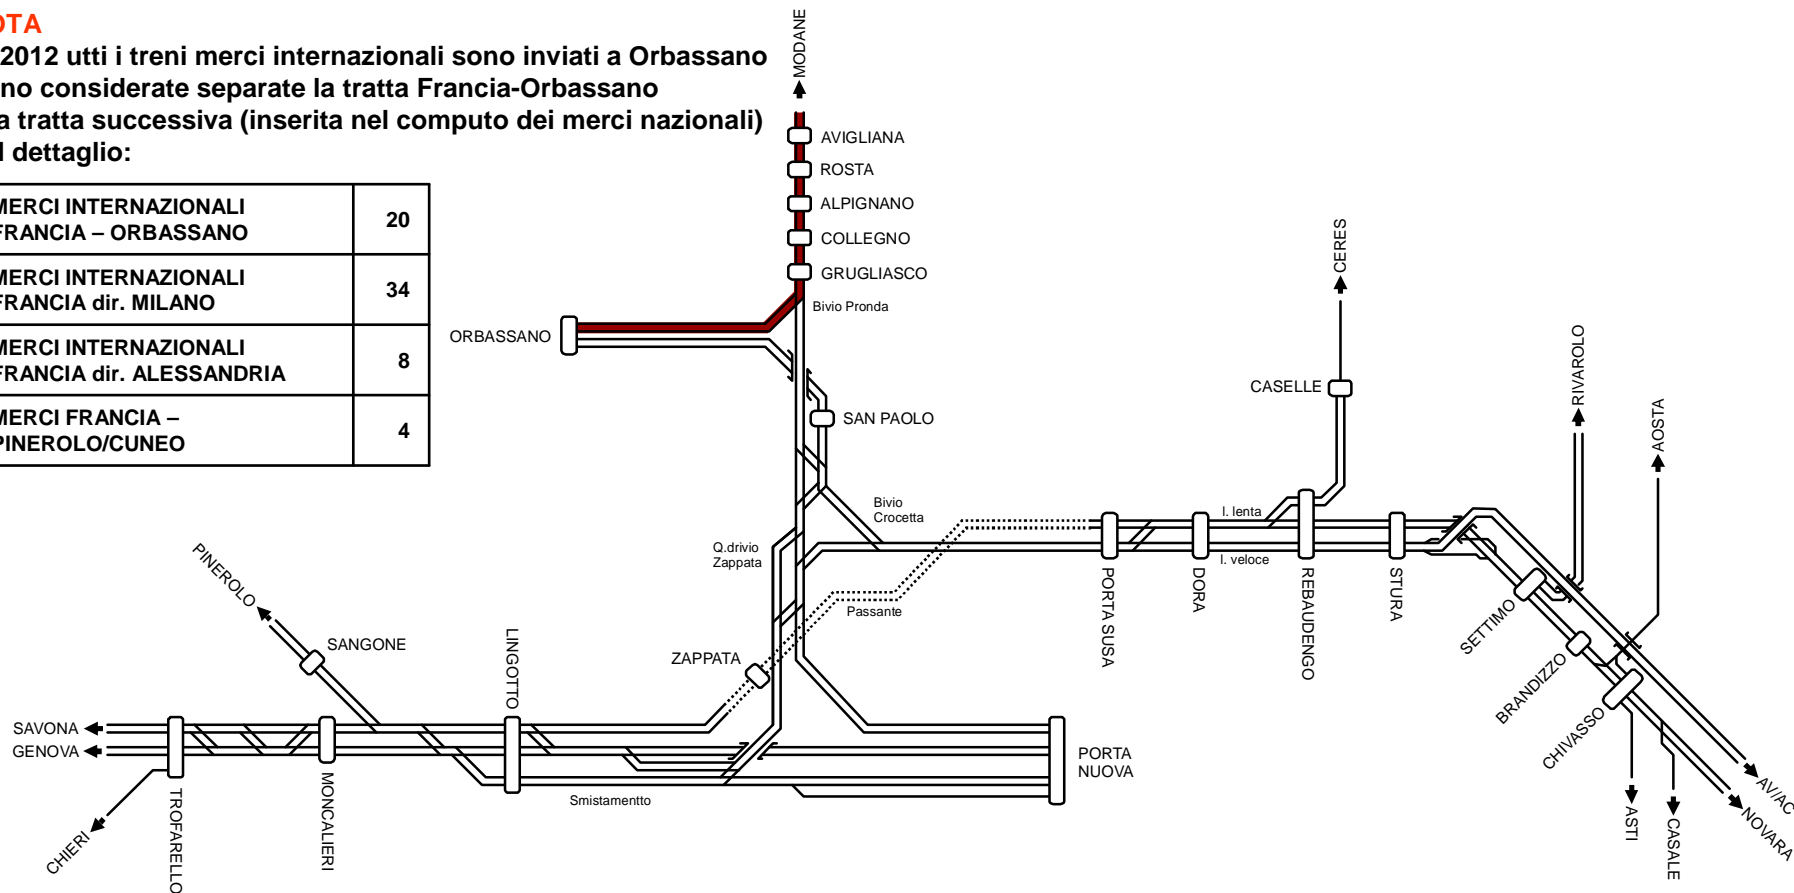 OTA
2012 utti i treni merci internazionali sono inviati a Orbassano
no considerate separate la tratta Francia-Orbassano
a tratta successiva (inserita nel computo dei merci nazionali)
l dettaglio:
MERCI INTERNAZIONALI
FRANCIA – ORBASSANO
20
MERCI INTERNAZIONALI
FRANCIA dir. MILANO
34
MERCI INTERNAZIONALI
FRANCIA dir. ALESSANDRIA
8
MERCI FRANCIA –
PINEROLO/CUNEO
4
MODANE
AVIGLIANA
ROSTA
ALPIGNANO
COLLEGNO
GRUGLIASCO
Bivio Pronda
ORBASSANO
SAN PAOLO
CERES
CASELLE
RIVAROLO
AOSTA
Bivio
Crocetta
l. lenta
l. veloce
Q.drivio
Zappata
Passante
PORTA SUSA
DORA
REBAUDENGO
STURA
SETTIMO
BRANDIZZO
CHIVASSO
PINEROLO
SANGONE
LINGOTTO
ZAPPATA
SAVONA
GENOVA
PORTA
NUOVA
Smistamentto
CHIERI
TROFARELLO
MONCALIERI
ASTI
CASALE
NOVARA
AV/AC